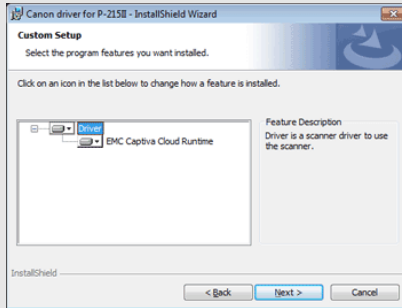 Canon driver for P-215II - InstallShield Wizard
Custom Setup
Select the program features you want installed.
Click on an icon in the list below to change how a feature is installed.
Driver
EMC Captiva Cloud Runtime
Feature Description
Driver is a scanner driver to use
the scanner.
InstallShield
< Back
Next >
Cancel